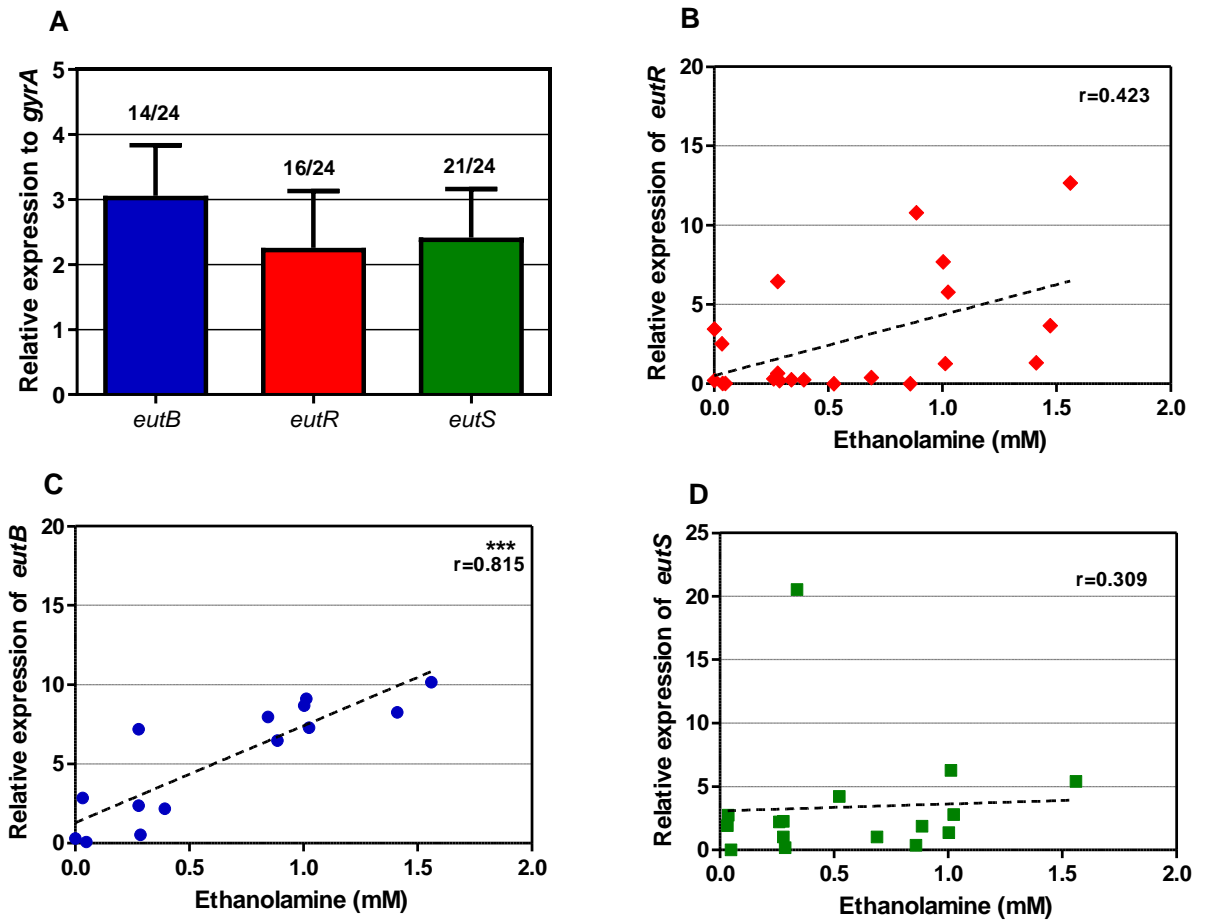 A
Relative expression to gyrA
5
4
3
2
1
0
14/24
16/24
21/24
eutB
eutR
eutS
B
Relative expression of eutR
20
15
10
5
0
r=0.423
0.0
0.5
1.0
1.5
2.0
Ethanolamine (mM)
C
Relative expression of eutB
20
15
10
5
0
***
r=0.815
0.0
0.5
1.0
1.5
2.0
Ethanolamine (mM)
D
Relative expression of eutS
25
20
15
10
5
0
r=0.309
0.0
0.5
1.0
1.5
2.0
Ethanolamine (mM)